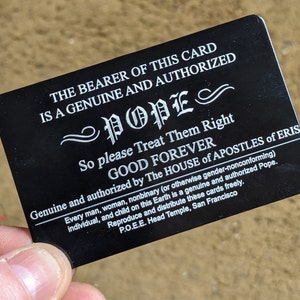 THE BEARER OF THIS CARD
IS A GENUINE AND AUTHORIZED
POPE
So please Treat Them Right
GOOD FOREVER
Genuine and authorized by The HOUSE of APOSTLES of ERIS
Every man, woman, nonbinary (or otherwise gender-nonconforming)
individual, and child on this Earth is a genuine and authorized Pope.
Reproduce and distribute these cards freely.
P.O.E.E. Head Temple, San Francisco